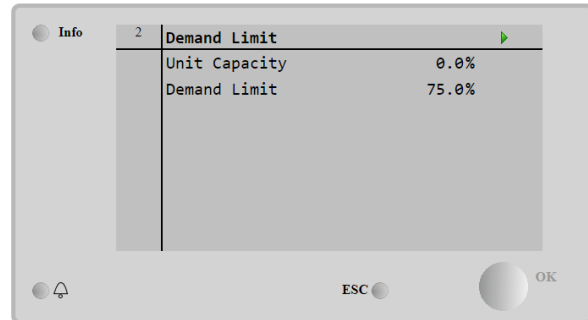 Info
2 Demand Limit
Unit Capacity 0.0%
Demand Limit 75.0%
ESC
OK